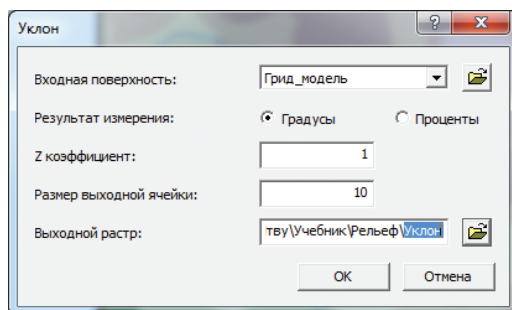 Уклон
Входная поверхность: Грид_модель
Результат измерения: Градусы Проценты
Z коэффициент: 1
Размер выходной ячейки: 10
Выходной растр: тву\Учебник\Рельеф\Уклон
ОК Отмена